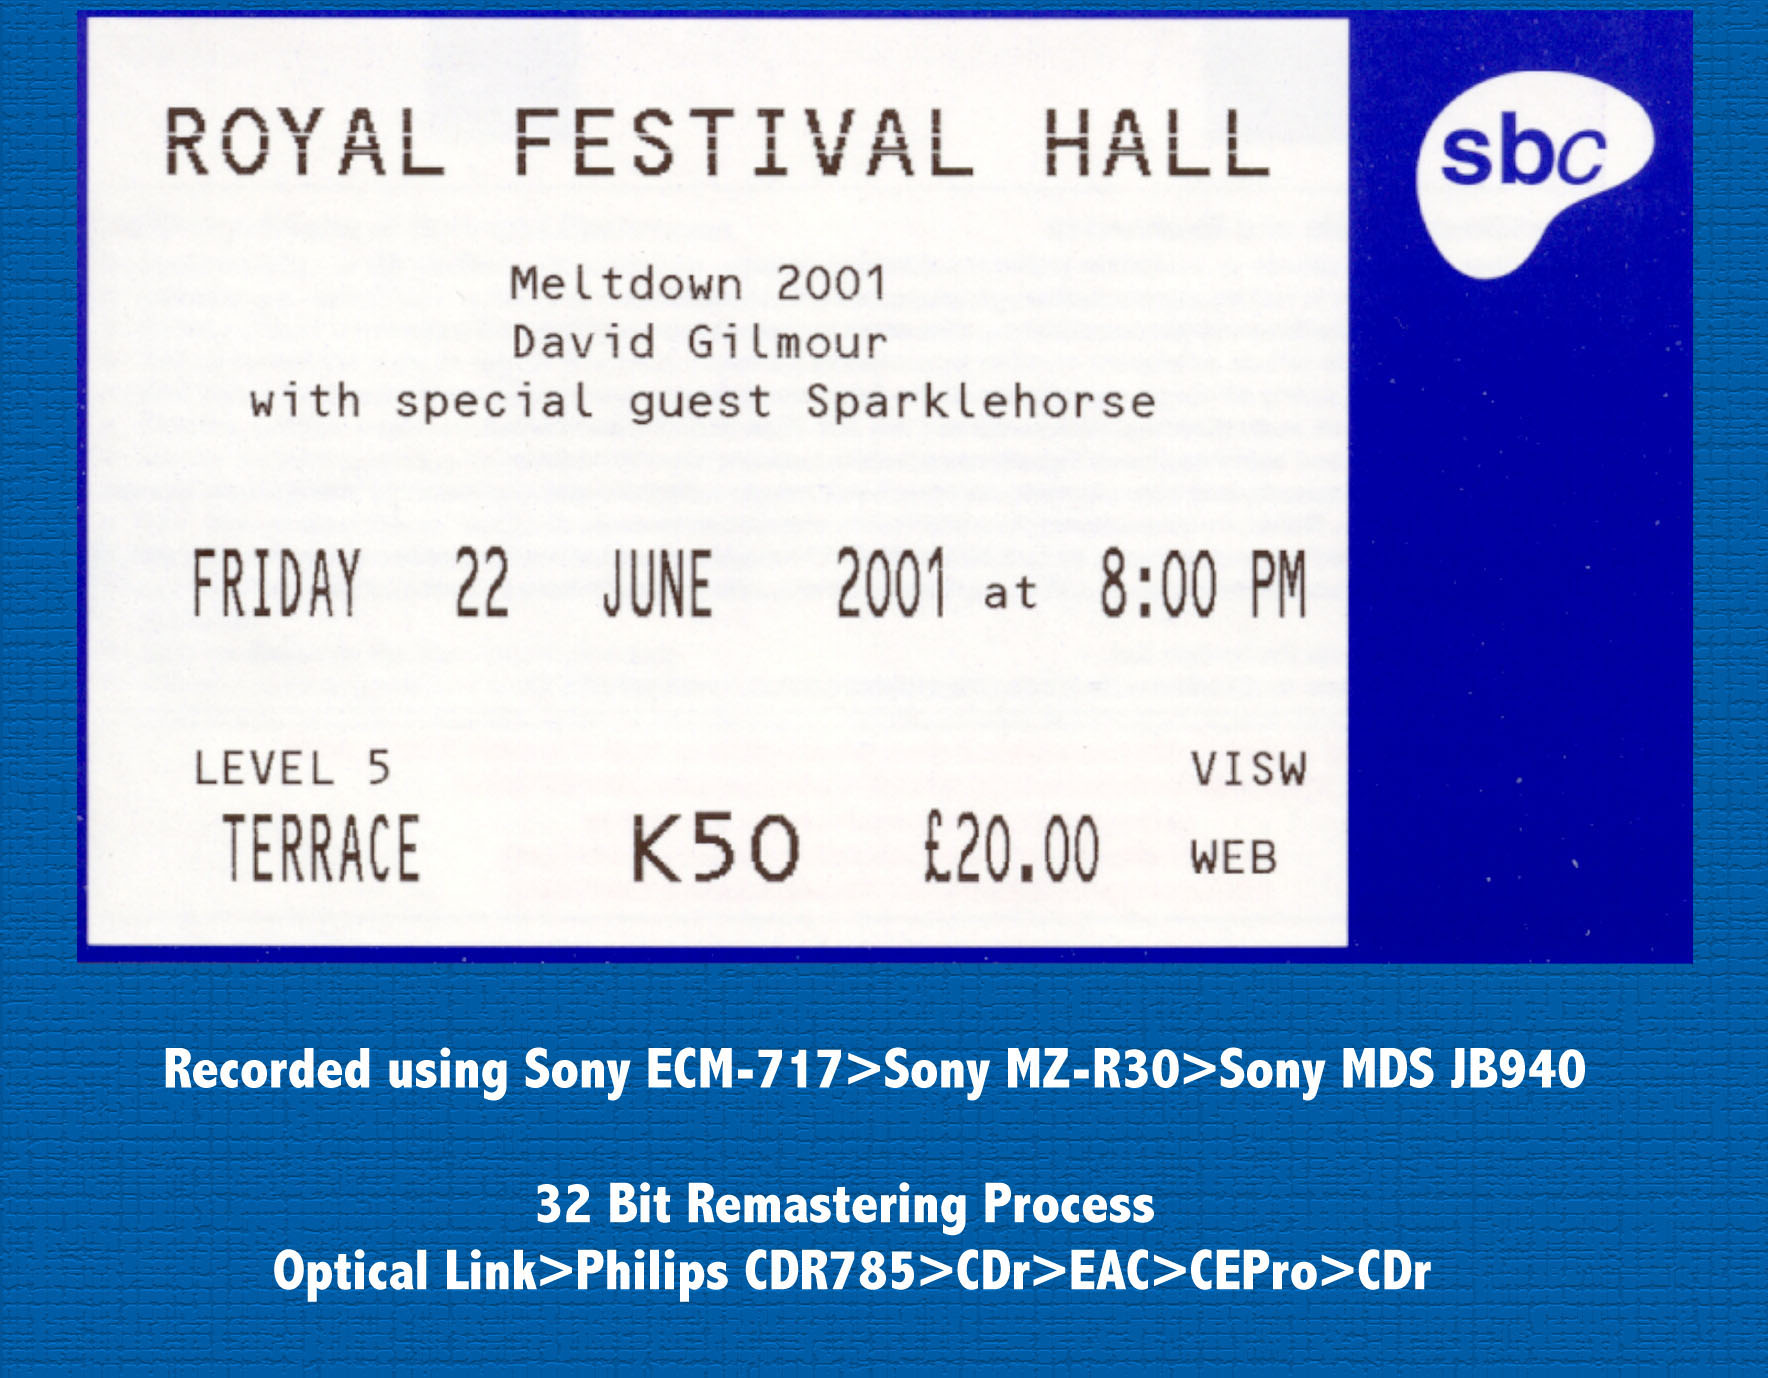 ROYAL FESTIVAL HALL
sbc
Meltdown 2001
David Gilmour
with special guest Sparklehorse
FRIDAY 22 JUNE 2001 at 8:00 PM
LEVEL 5 VISW
TERRACE K50 £20.00 WEB
Recorded using Sony ECM-717>Sony MZ-R30>Sony MDS JB940
32 Bit Remastering Process
Optical Link>Philips CDR785>CDr>EAC>CEPro>CDr